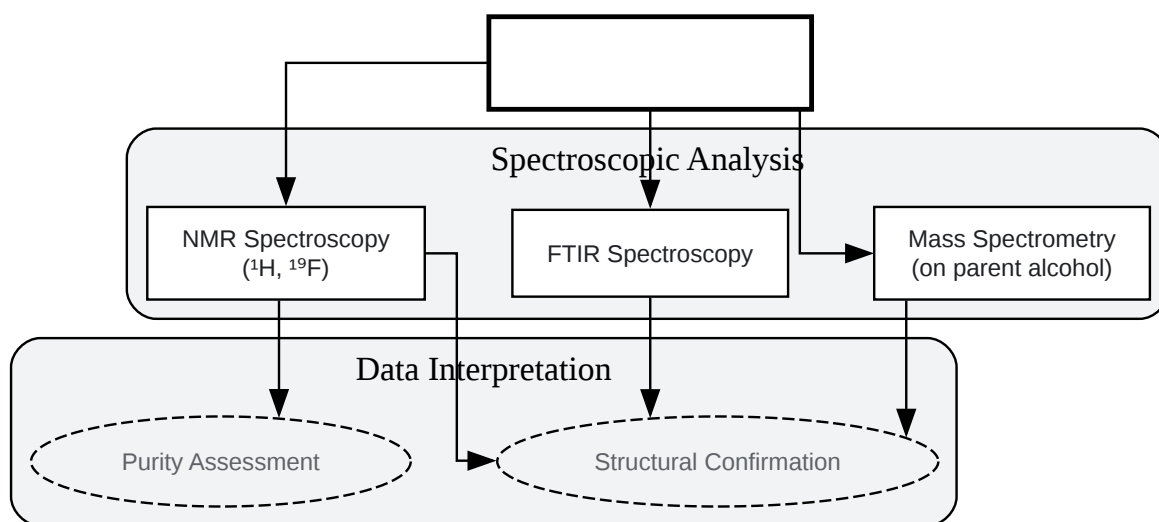 Spectroscopic Analysis
NMR Spectroscopy
(¹H, ¹⁹F)
FTIR Spectroscopy
Mass Spectrometry
(on parent alcohol)
Data Interpretation
Purity Assessment
Structural Confirmation